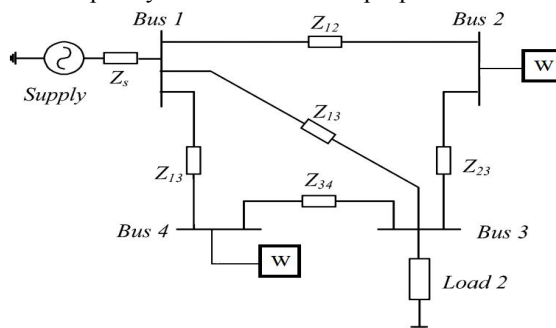 Bus 1
Bus 2
Z12
Zs
Supply
W
Z13
Z13
Z23
Z34
Bus 4
Bus 3
W
Load 2